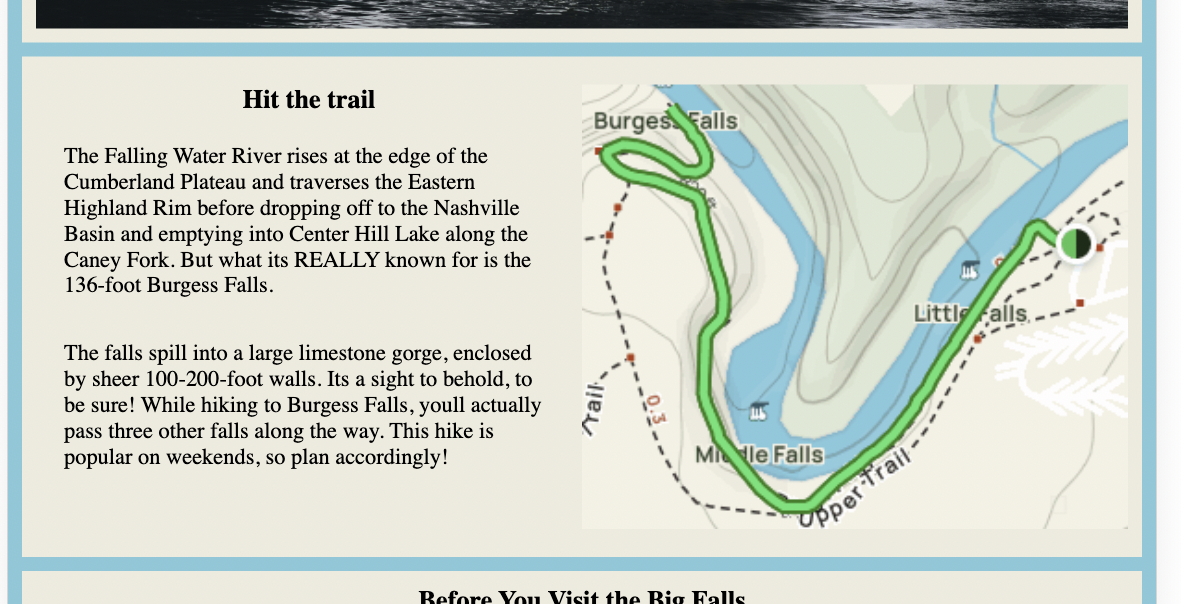 Hit the trail
The Falling Water River rises at the edge of the
Cumberland Plateau and traverses the Eastern
Highland Rim before dropping off to the Nashville
Basin and emptying into Center Hill Lake along the
Caney Fork. But what its REALLY known for is the
136-foot Burgess Falls.
The falls spill into a large limestone gorge, enclosed
by sheer 100-200-foot walls. Its a sight to behold, to
be sure! While hiking to Burgess Falls, youll actually
pass three other falls along the way. This hike is
popular on weekends, so plan accordingly!
Burgess Falls
Little Falls
Trail
0.3
Middle Falls
Upper Trail
Before You Visit the Big Falls